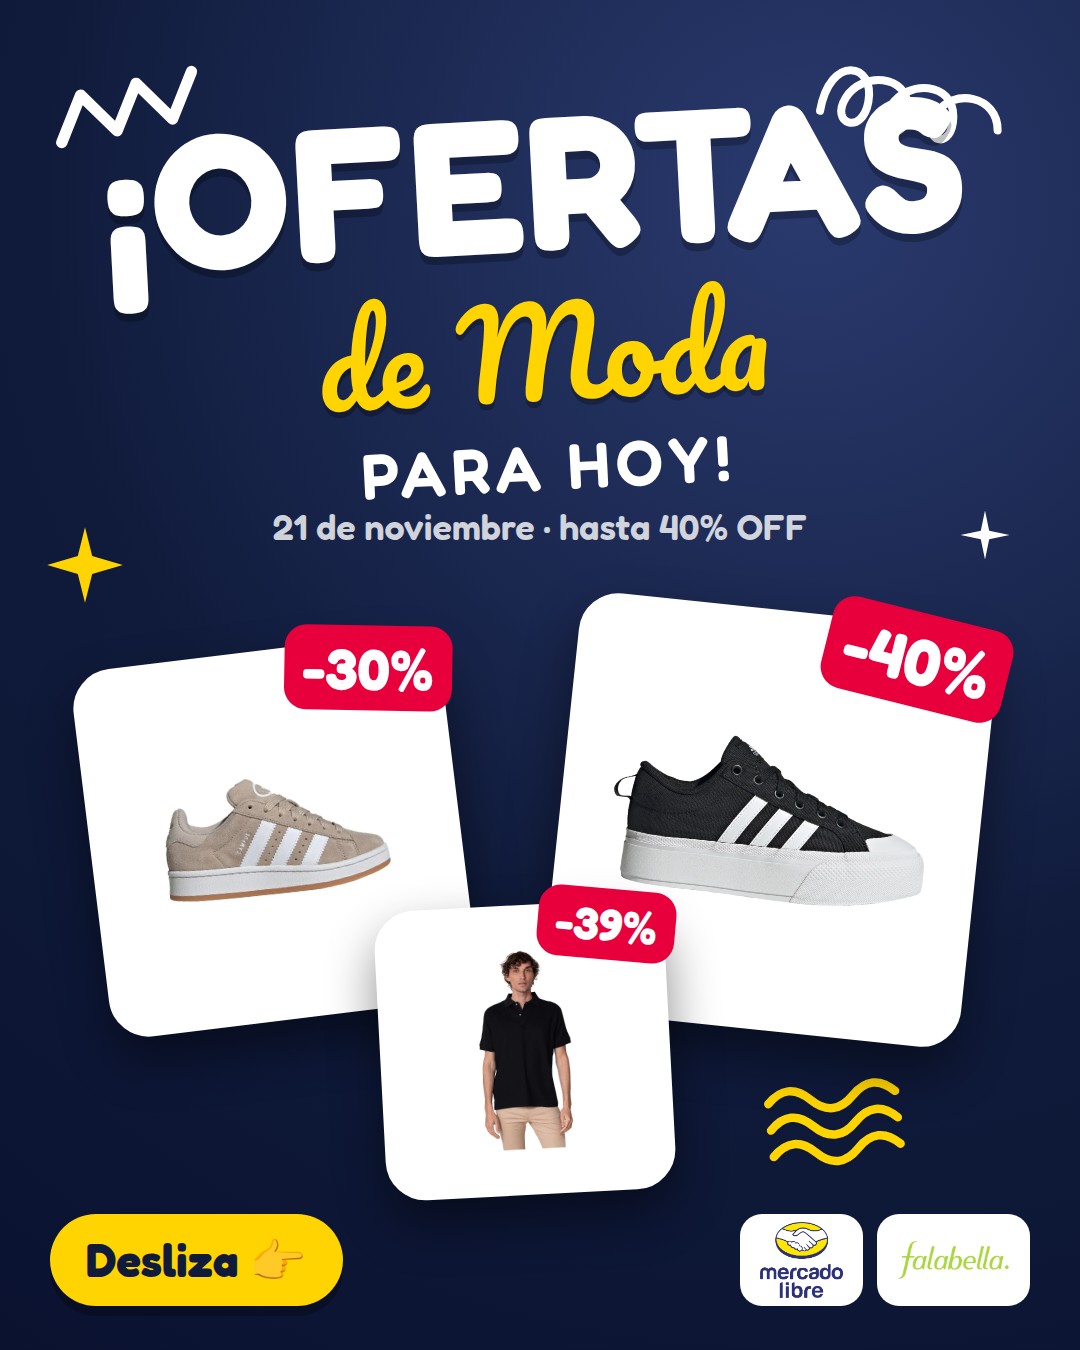 ¡OFERTAS
de Moda
PARA HOY!
21 de noviembre · hasta 40% OFF
-30%
-40%
-39%
Desliza 👉
mercado
libre
falabella.